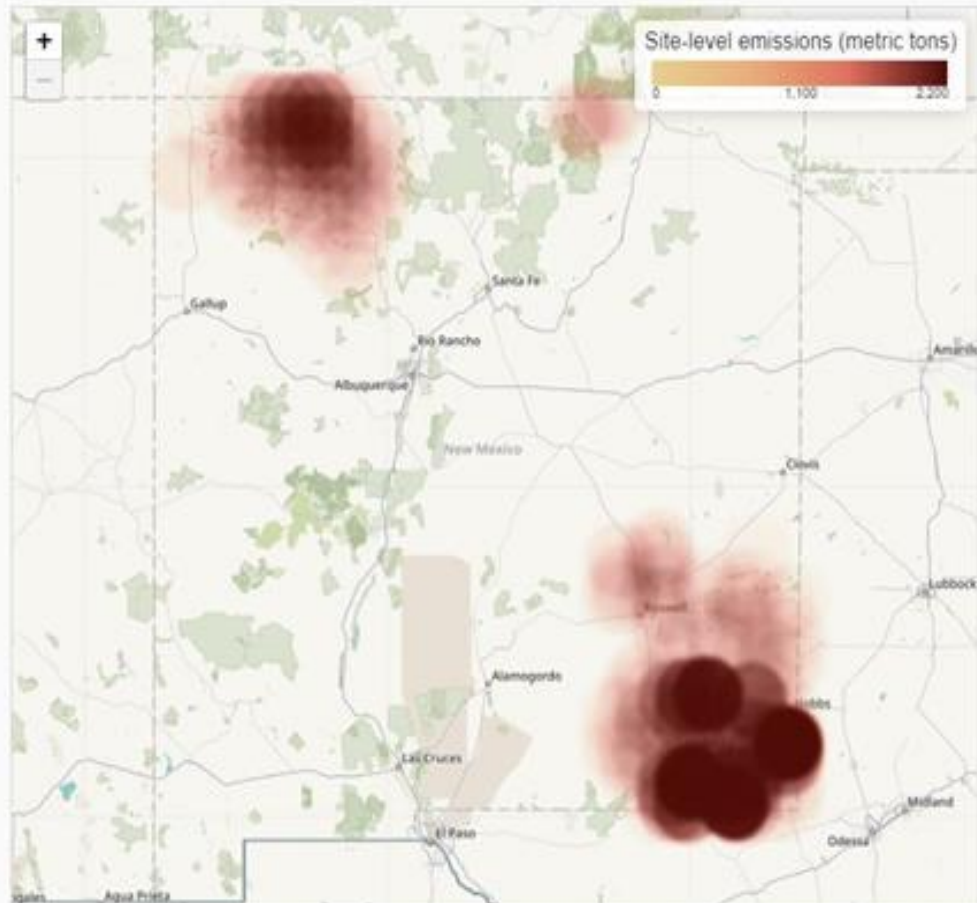 +
−
Site-level emissions (metric tons)
0 1,100 2,200
Santa Fe
Gallup
Rio Rancho
Amarillo
Albuquerque
New Mexico
Clovis
Lubbock
Alamogordo
Hobbs
Las Cruces
Midland
El Paso
Odessa
ogales
Agua Prieta